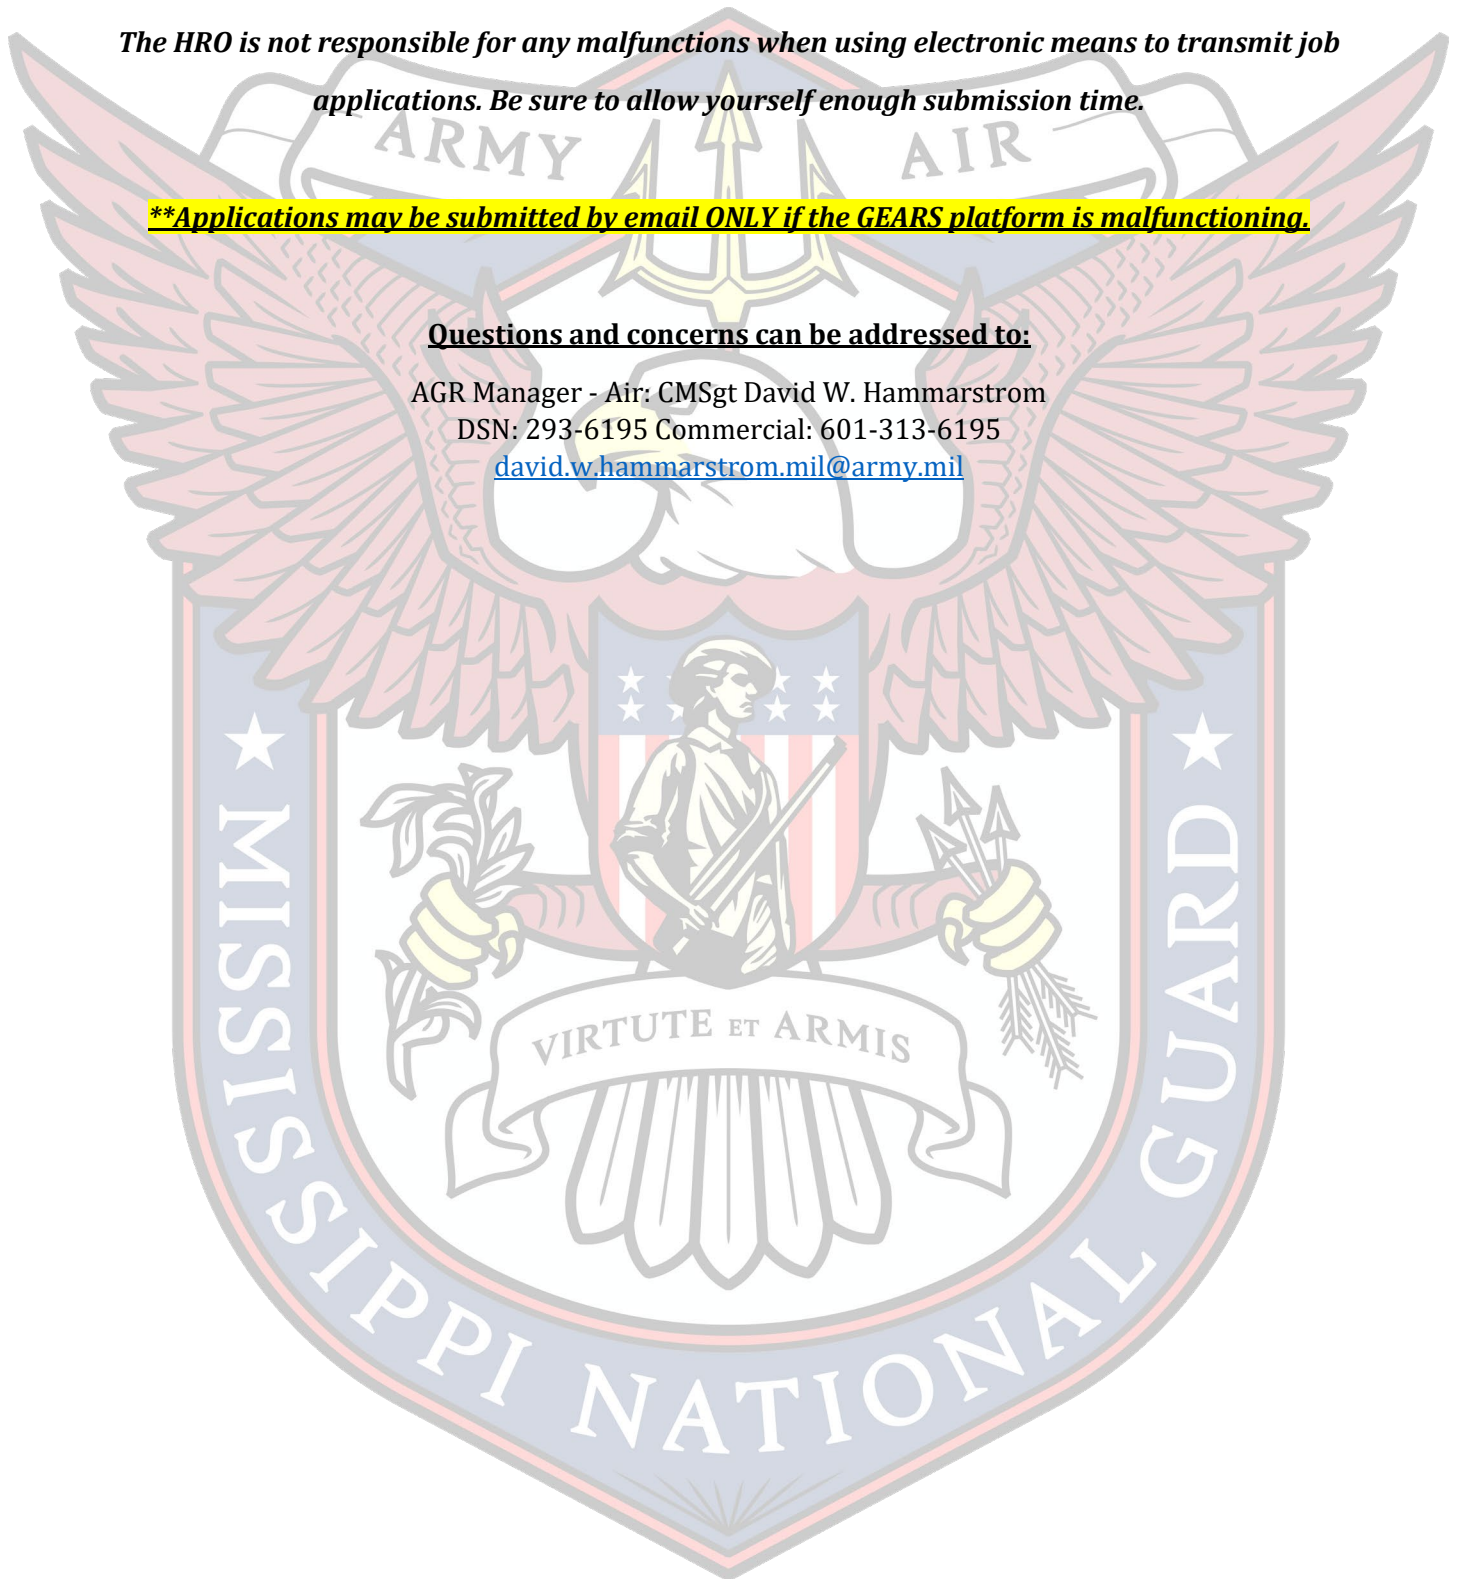 The HRO is not responsible for any malfunctions when using electronic means to transmit job
applications. Be sure to allow yourself enough submission time.
ARMY AIR
**Applications may be submitted by email ONLY if the GEARS platform is malfunctioning.
Questions and concerns can be addressed to:
AGR Manager - Air: CMSgt David W. Hammarstrom
DSN: 293-6195 Commercial: 601-313-6195
david.w.hammarstrom.mil@army.mil
VIRTUTE ET ARMIS
★ MISSISSIPPI NATIONAL GUARD ★